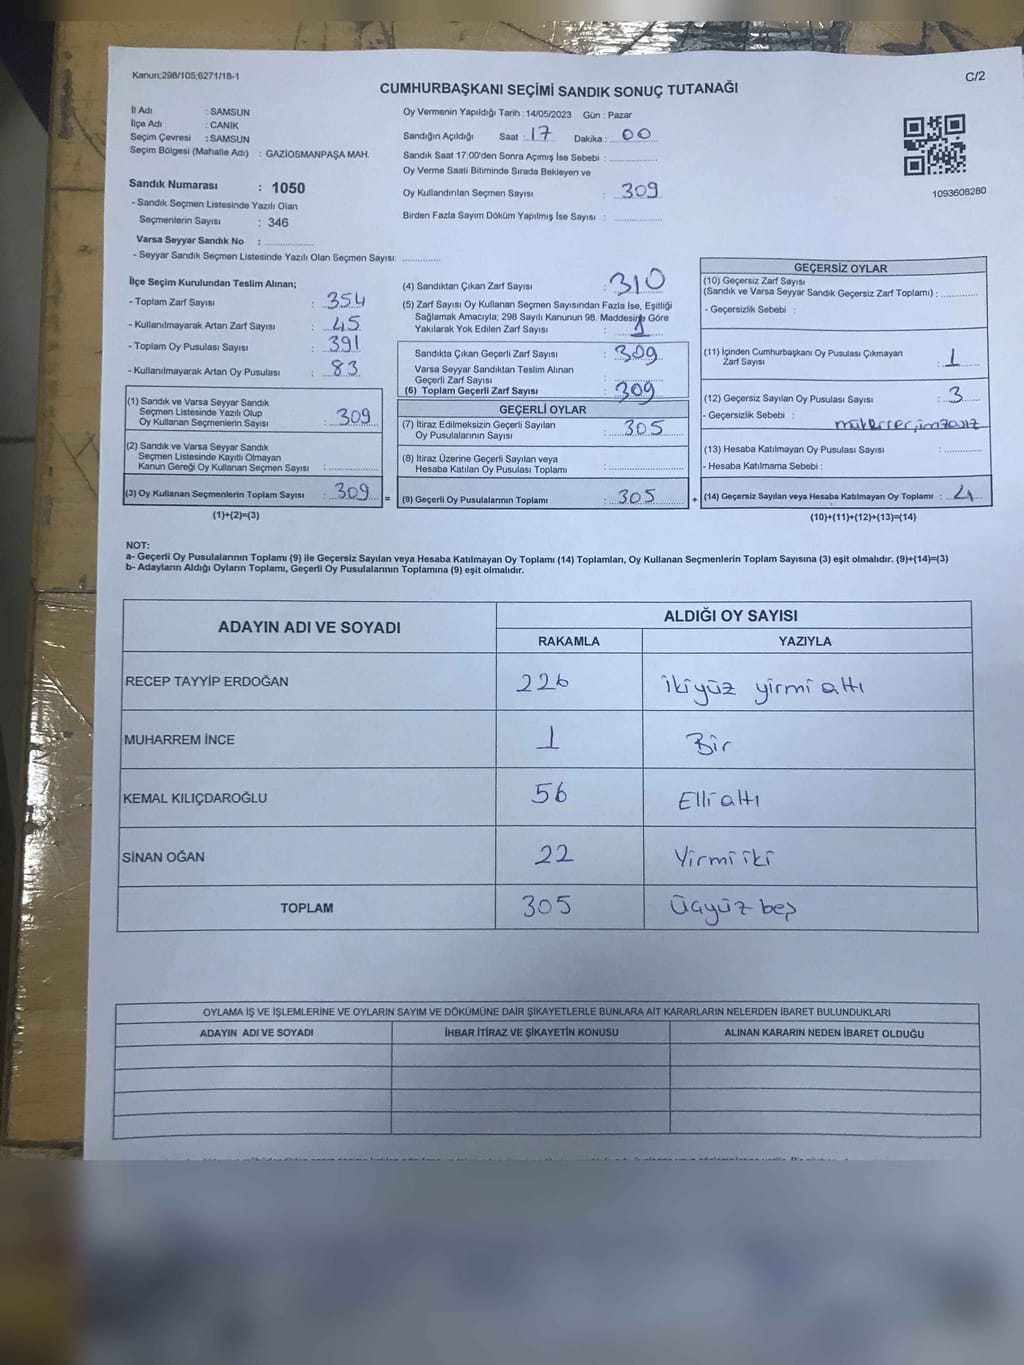 Kanun;298/105,6271/18-1
C/2
CUMHURBAŞKANI SEÇİMİ SANDIK SONUÇ TUTANAĞI
İl Adı : SAMSUN
İlçe Adı : CANİK
Seçim Çevresi : SAMSUN
Seçim Bölgesi (Mahalle Adı) : GAZİOSMANPAŞA MAH.
Sandık Numarası : 1050
- Sandık Seçmen Listesinde Yazılı Olan
Seçmenlerin Sayısı : 346
Varsa Seyyar Sandık No : ..............
- Seyyar Sandık Seçmen Listesinde Yazılı Olan Seçmen Sayısı: ............
Oy Vermenin Yapıldığı Tarih : 14/05/2023 Gün : Pazar
Sandığın Açıldığı Saat : 17 Dakika : 00
Sandık Saat 17:00'den Sonra Açımış İse Sebebi : ..............
Oy Verme Saati Bitiminde Sırada Bekleyen ve
Oy Kullandırılan Seçmen Sayısı : 309
Birden Fazla Sayım Döküm Yapılmış İse Sayısı : ..............
1093608280
İlçe Seçim Kurulundan Teslim Alınan;
- Toplam Zarf Sayısı : 354
- Kullanılmayarak Artan Zarf Sayısı : 45
- Toplam Oy Pusulası Sayısı : 391
- Kullanılmayarak Artan Oy Pusulası : 83
(1) Sandık ve Varsa Seyyar Sandık
Seçmen Listesinde Yazılı Olup
Oy Kullanan Seçmenlerin Sayısı : 309
(2) Sandık ve Varsa Seyyar Sandık
Seçmen Listesinde Kayıtlı Olmayan
Kanun Gereği Oy Kullanan Seçmen Sayısı : ..............
(3) Oy Kullanan Seçmenlerin Toplam Sayısı : 309 =
(1)+(2)=(3)
(4) Sandıktan Çıkan Zarf Sayısı : 310
(5) Zarf Sayısı Oy Kullanan Seçmen Sayısından Fazla İse, Eşitliği
Sağlamak Amacıyla; 298 Sayılı Kanunun 98. Maddesine Göre
Yakılarak Yok Edilen Zarf Sayısı : 1
Sandıkta Çıkan Geçerli Zarf Sayısı : 309
Varsa Seyyar Sandıktan Teslim Alınan
Geçerli Zarf Sayısı : ..............
(6) Toplam Geçerli Zarf Sayısı : 309
GEÇERLİ OYLAR
(7) İtiraz Edilmeksizin Geçerli Sayılan
Oy Pusulalarının Sayısı : 305
(8) İtiraz Üzerine Geçerli Sayılan veya
Hesaba Katılan Oy Pusulası Toplamı : ..............
(9) Geçerli Oy Pusulalarının Toplamı : 305 +
GEÇERSİZ OYLAR
(10) Geçersiz Zarf Sayısı
(Sandık ve Varsa Seyyar Sandık Geçersiz Zarf Toplamı) : ............
- Geçersizlik Sebebi :
(11) İçinden Cumhurbaşkanı Oy Pusulası Çıkmayan
Zarf Sayısı : 1
(12) Geçersiz Sayılan Oy Pusulası Sayısı : 3
- Geçersizlik Sebebi :
(13) Hesaba Katılmayan Oy Pusulası Sayısı : ............
- Hesaba Katılmama Sebebi :
(14) Geçersiz Sayılan veya Hesaba Katılmayan Oy Toplamı : 4
(10)+(11)+(12)+(13)=(14)
NOT:
a- Geçerli Oy Pusulalarının Toplamı (9) ile Geçersiz Sayılan veya Hesaba Katılmayan Oy Toplamı (14) Toplamları, Oy Kullanan Seçmenlerin Toplam Sayısına (3) eşit olmalıdır. (9)+(14)=(3)
b- Adayların Aldığı Oyların Toplamı, Geçerli Oy Pusulalarının Toplamına (9) eşit olmalıdır.
ADAYIN ADI VE SOYADI ALDIĞI OY SAYISI
RAKAMLA YAZIYLA
RECEP TAYYİP ERDOĞAN 226 İkiyüz yirmi altı
MUHARREM İNCE 1 Bir
KEMAL KILIÇDAROĞLU 56 Elli altı
SİNAN OĞAN 22 Yirmi iki
TOPLAM 305 Üçyüz beş
OYLAMA İŞ VE İŞLEMLERİNE VE OYLARIN SAYIM VE DÖKÜMÜNE DAİR ŞİKAYETLERLE BUNLARA AİT KARARLARIN NELERDEN İBARET BULUNDUKLARI
ADAYIN ADI VE SOYADI İHBAR İTİRAZ VE ŞİKAYETİN KONUSU ALINAN KARARIN NEDEN İBARET OLDUĞU